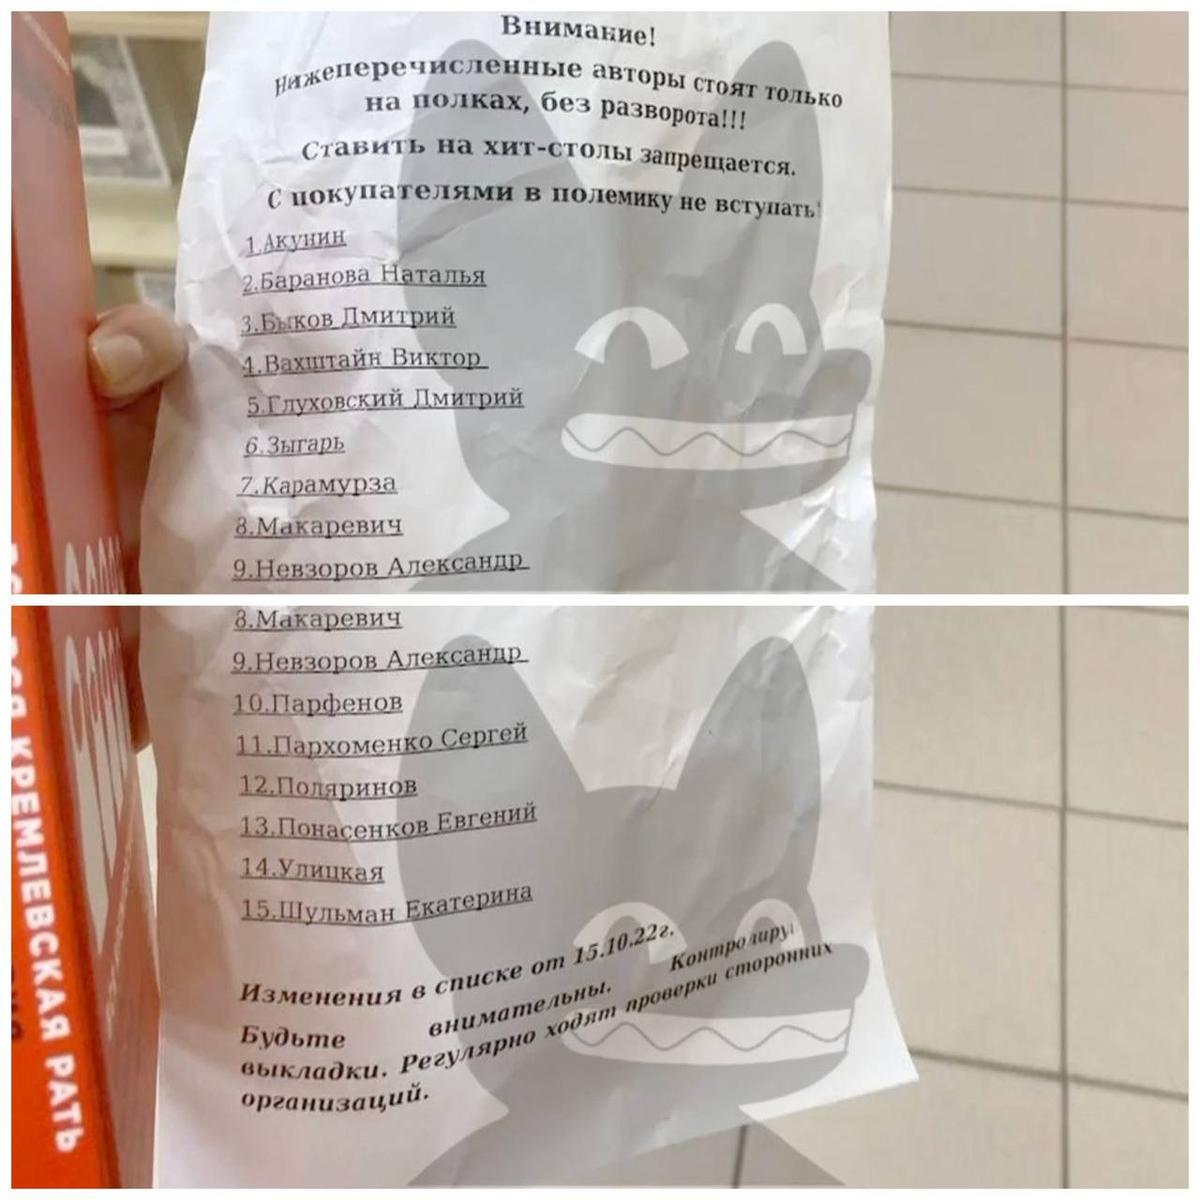 Внимание!
Нижеперечисленные авторы стоят только
на полках, без разворота!!!
Ставить на хит-столы запрещается.
С покупателями в полемику не вступать!
1.Акунин
2.Баранова Наталья
3.Быков Дмитрий
4.Вахштайн Виктор
5.Глуховский Дмитрий
6.Зыгарь
7.Карамурза
8.Макаревич
9.Невзоров Александр
8.Макаревич
9.Невзоров Александр
10.Парфенов
11.Пархоменко Сергей
12.Поляринов
13.Понасенков Евгений
14.Улицкая
15.Шульман Екатерина
Изменения в списке от 15.10.22г.
Будьте внимательны.
выкладки. Регулярно ходят проверки сторонних
организаций.
ВСЯ КРЕМЛЕВСКАЯ РАТЬ